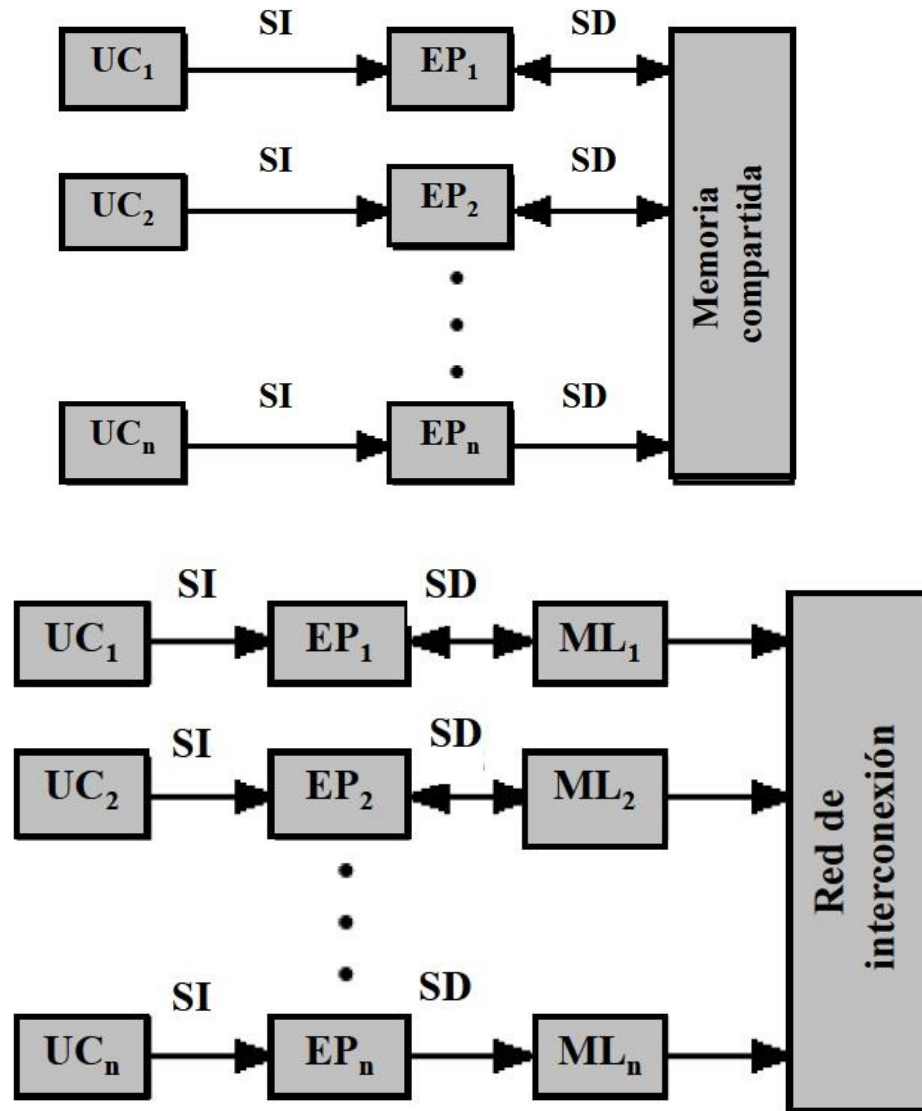 SI SD
UC₁ EP₁
SI SD
UC₂ EP₂
Memoria
compartida
SI SD
UCₙ EPₙ
SI SD
UC₁ EP₁ ML₁
SI SD
UC₂ EP₂ ML₂
Red de
interconexión
SI SD
UCₙ EPₙ MLₙ